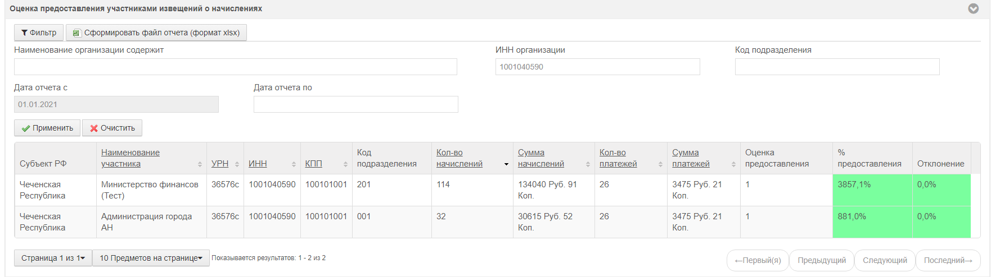 Оценка предоставления участниками извещений о начислениях
Фильтр
Сформировать файл отчета (формат xlsx)
Наименование организации содержит
ИНН организации
Код подразделения
1001040590
Дата отчета с
Дата отчета по
01.01.2021
Применить
Очистить
Субъект РФ
Наименование
участника
УРН
ИНН
КПП
Код
подразделения
Кол-во
начислений
Сумма
начислений
Кол-во
платежей
Сумма
платежей
Оценка
предоставления
%
предоставления
Отклонение
Чеченская
Республика
Министерство финансов
(Тест)
36576c
1001040590
100101001
201
114
134040 Руб. 91
Коп.
26
3475 Руб. 21
Коп.
1
3857,1%
0,0%
Чеченская
Республика
Администрация города
АН
36576c
1001040590
100101001
001
32
30615 Руб. 52
Коп.
26
3475 Руб. 21
Коп.
1
881,0%
0,0%
Страница 1 из 1
10 Предметов на странице
Показывается результатов: 1 - 2 из 2
←Первый(я)
Предыдущий
Следующий
Последний→